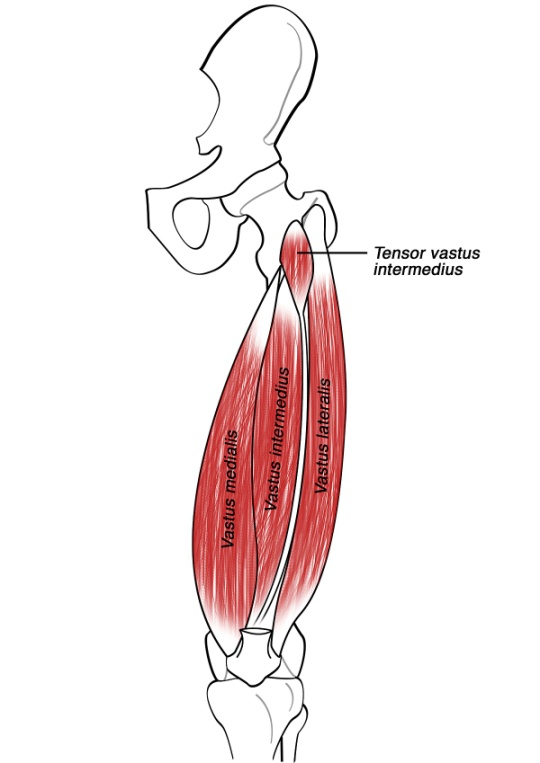 Tensor vastus
intermedius
Vastus medialis
Vastus intermedius
Vastus lateralis